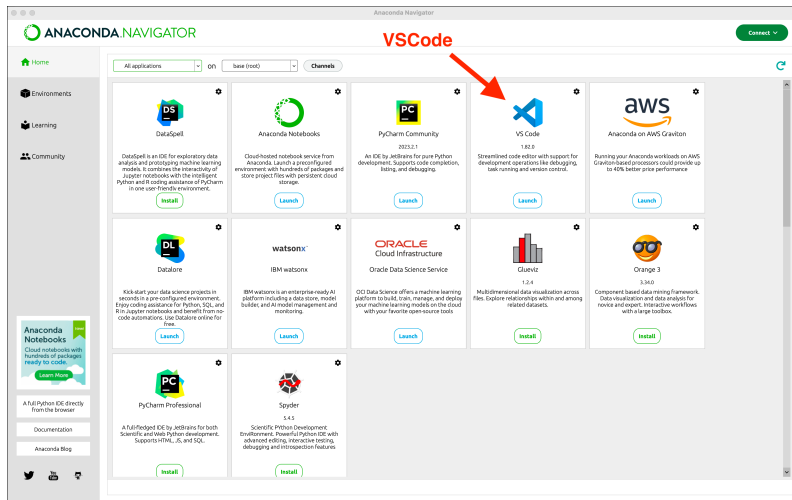 Anaconda Navigator
ANACONDA.NAVIGATOR
Connect
VSCode
Home
Environments
Learning
Community
All applications
on
base (root)
Channels
DS
DataSpell
DataSpell is an IDE for exploratory data
analysis and prototyping machine learning
models. It combines the interactivity of
Jupyter notebooks with the intelligent
Python and R coding assistance of PyCharm
in one user-friendly environment.
Install
Anaconda Notebooks
Cloud-hosted notebook service from
Anaconda. Launch a preconfigured
environment with hundreds of packages and
store project files with persistent cloud
storage.
Launch
PC
PyCharm Community
2023.2.1
An IDE by JetBrains for pure Python
development. Supports code completion,
listing, and debugging.
Launch
VS Code
1.82.0
Streamlined code editor with support for
development operations like debugging,
task running and version control.
Launch
aws
Anaconda on AWS Graviton
Running your Anaconda workloads on AWS
Graviton-based processors could provide up
to 40% better price performance
Launch
DL
Datalore
Kick-start your data science projects in
seconds in a pre-configured environment.
Enjoy coding assistance for Python, SQL, and
R in Jupyter notebooks and benefit from no-
code automations. Use Datalore online for
free.
Launch
watsonx
IBM watsonx
IBM watsonx is an enterprise-ready AI
platform including a data store, model
builder, and AI model management and
monitoring.
Launch
ORACLE
Cloud Infrastructure
Oracle Data Science Service
OCI Data Science offers a machine learning
platform to build, train, manage, and deploy
your machine learning models on the cloud
with your favorite open-source tools
Launch
Glueviz
1.2.4
Multidimensional data visualization across
files. Explore relationships within and among
related datasets.
Install
Orange 3
3.34.0
Component based data mining framework.
Data visualization and data analysis for
novice and expert. Interactive workflows
with a large toolbox.
Install
PC
PyCharm Professional
A full-fledged IDE by JetBrains for both
Scientific and Web Python development.
Supports HTML, JS, and SQL.
Install
Spyder
5.4.5
Scientific PYthon Development
EnviRonment. Powerful Python IDE with
advanced editing, interactive testing,
debugging and introspection features
Install
Anaconda
Notebooks
Cloud notebooks with
hundreds of packages
ready to code.
Learn More
A full Python IDE directly
from the browser
Documentation
Anaconda Blog
You
Tube